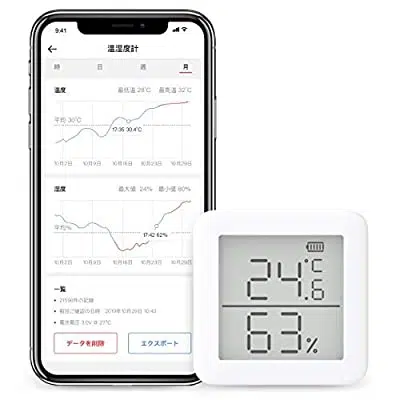 9:41
温湿度計
時 日 週 月
温度 最低温 28℃ 最高温 32℃
平均 30℃
17:35 30.4℃
10月2日 10月9日 10月16日 10月23日 10月29日
湿度 最大値 24% 最小値 80%
平均%
17:42 62%
10月2日 10月9日 10月16日 10月23日 10月29日
一覧
データを削除 エクスポート
24.6℃
63%